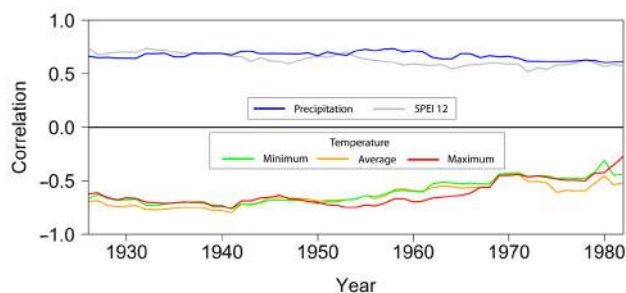 1.0
0.5
0.0
−0.5
−1.0
Correlation
Precipitation SPEI 12
Temperature
Minimum Average Maximum
1930 1940 1950 1960 1970 1980
Year